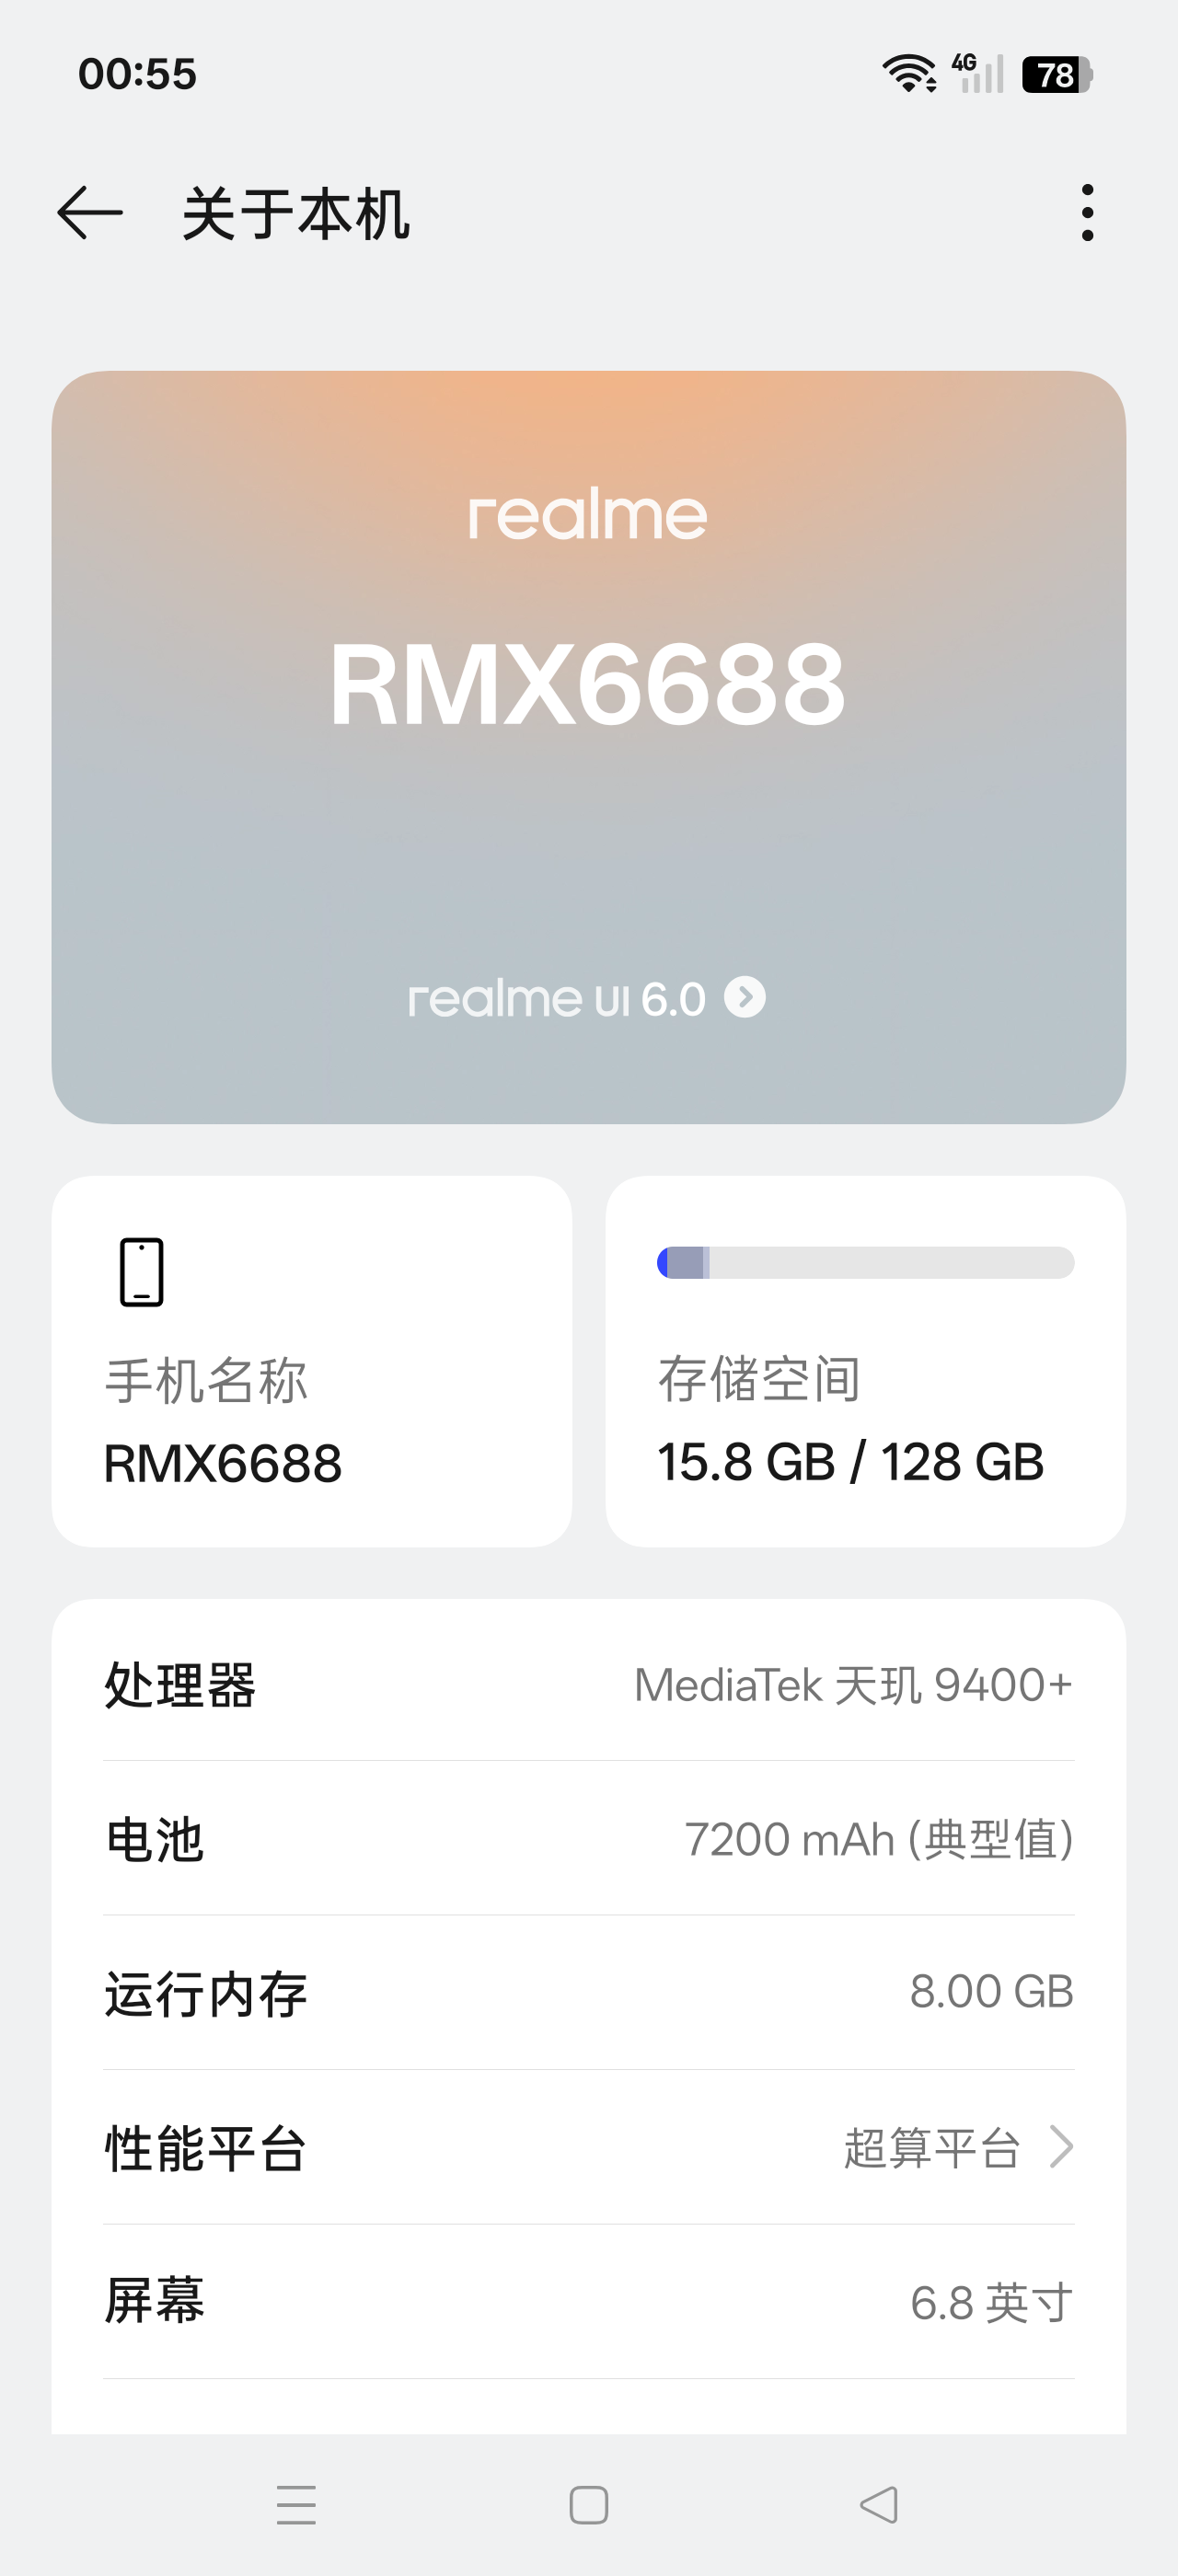 00:55
4G
78
关于本机
realme
RMX6688
realme UI 6.0
手机名称
RMX6688
存储空间
15.8 GB / 128 GB
处理器
MediaTek 天玑 9400+
电池
7200 mAh (典型值)
运行内存
8.00 GB
性能平台
超算平台
屏幕
6.8 英寸